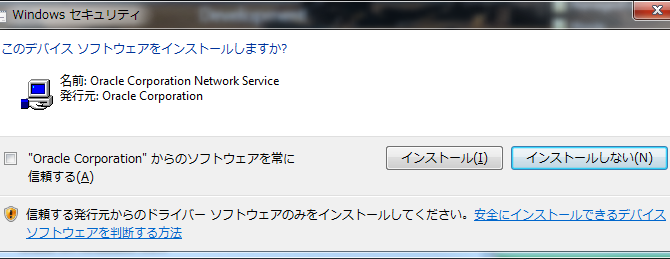 Windows セキュリティ
このデバイス ソフトウェアをインストールしますか?
名前: Oracle Corporation Network Service
発行元: Oracle Corporation
"Oracle Corporation" からのソフトウェアを常に
信頼する(A)
インストール(I)
インストールしない(N)
信頼する発行元からのドライバー ソフトウェアのみをインストールしてください。安全にインストールできるデバイス
ソフトウェアを判断する方法